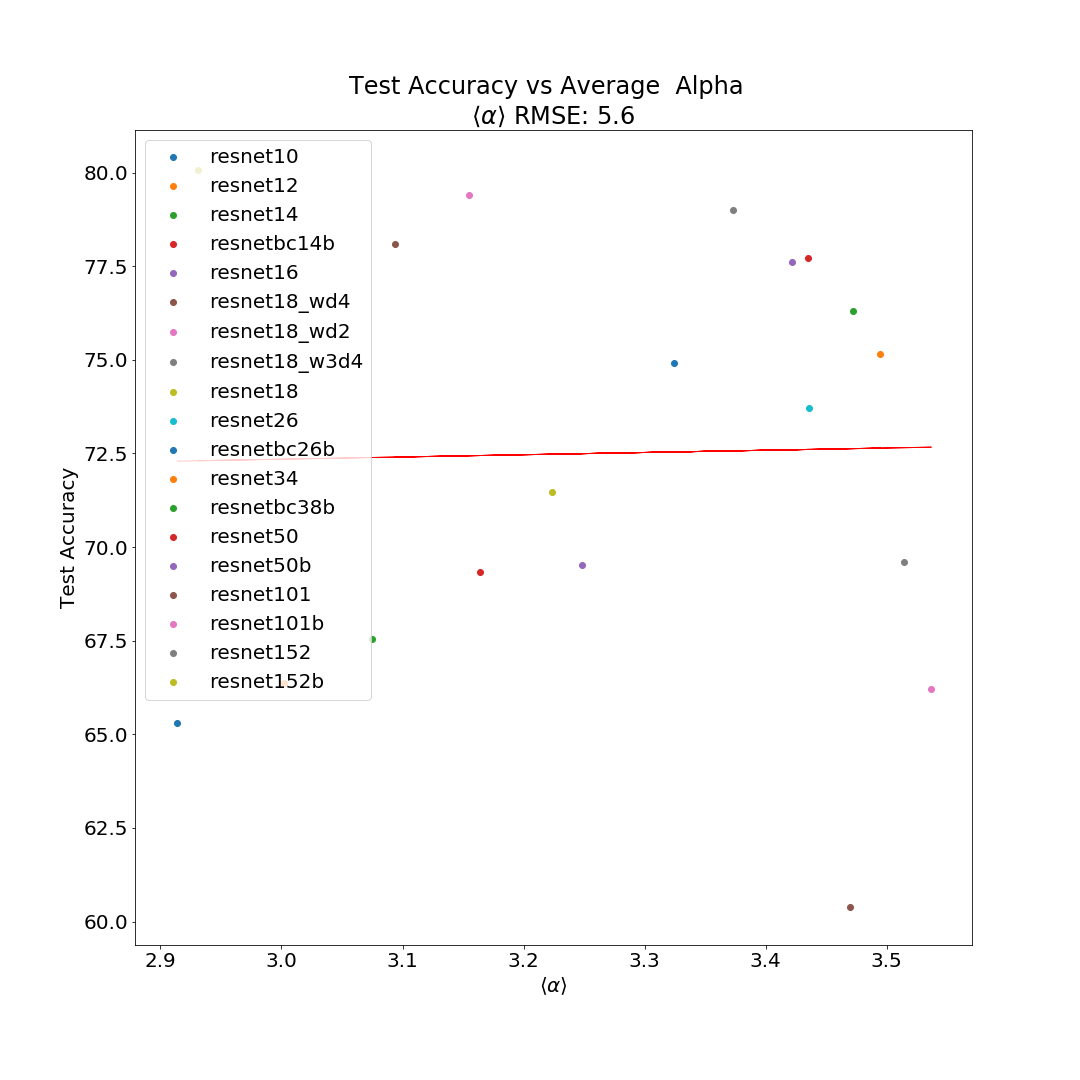 Test Accuracy vs Average  Alpha
⟨α⟩ RMSE: 5.6
resnet10
resnet12
resnet14
resnetbc14b
resnet16
resnet18_wd4
resnet18_wd2
resnet18_w3d4
resnet18
resnet26
resnetbc26b
resnet34
resnetbc38b
resnet50
resnet50b
resnet101
resnet101b
resnet152
resnet152b
80.0
77.5
75.0
72.5
70.0
67.5
65.0
62.5
60.0
Test Accuracy
2.9 3.0 3.1 3.2 3.3 3.4 3.5
⟨α⟩